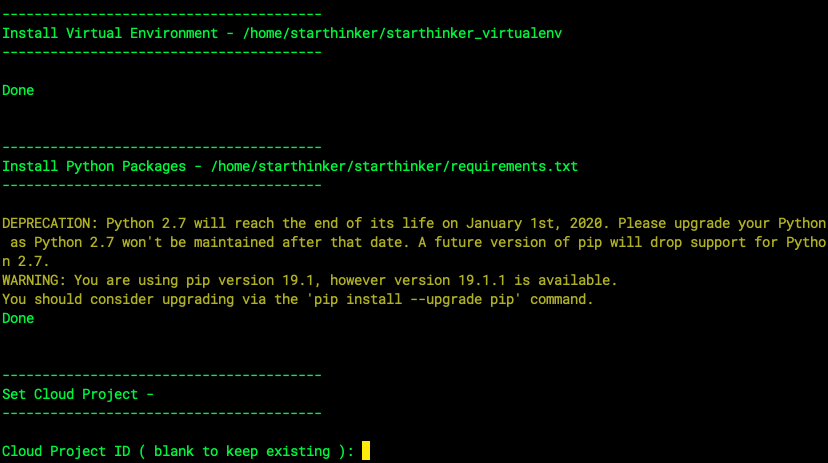 ----------------------------------------
Install Virtual Environment - /home/starthinker/starthinker_virtualenv
----------------------------------------
Done
----------------------------------------
Install Python Packages - /home/starthinker/starthinker/requirements.txt
----------------------------------------
DEPRECATION: Python 2.7 will reach the end of its life on January 1st, 2020. Please upgrade your Python
 as Python 2.7 won't be maintained after that date. A future version of pip will drop support for Pytho
n 2.7.
WARNING: You are using pip version 19.1, however version 19.1.1 is available.
You should consider upgrading via the 'pip install --upgrade pip' command.
Done
----------------------------------------
Set Cloud Project -
----------------------------------------
Cloud Project ID ( blank to keep existing ):